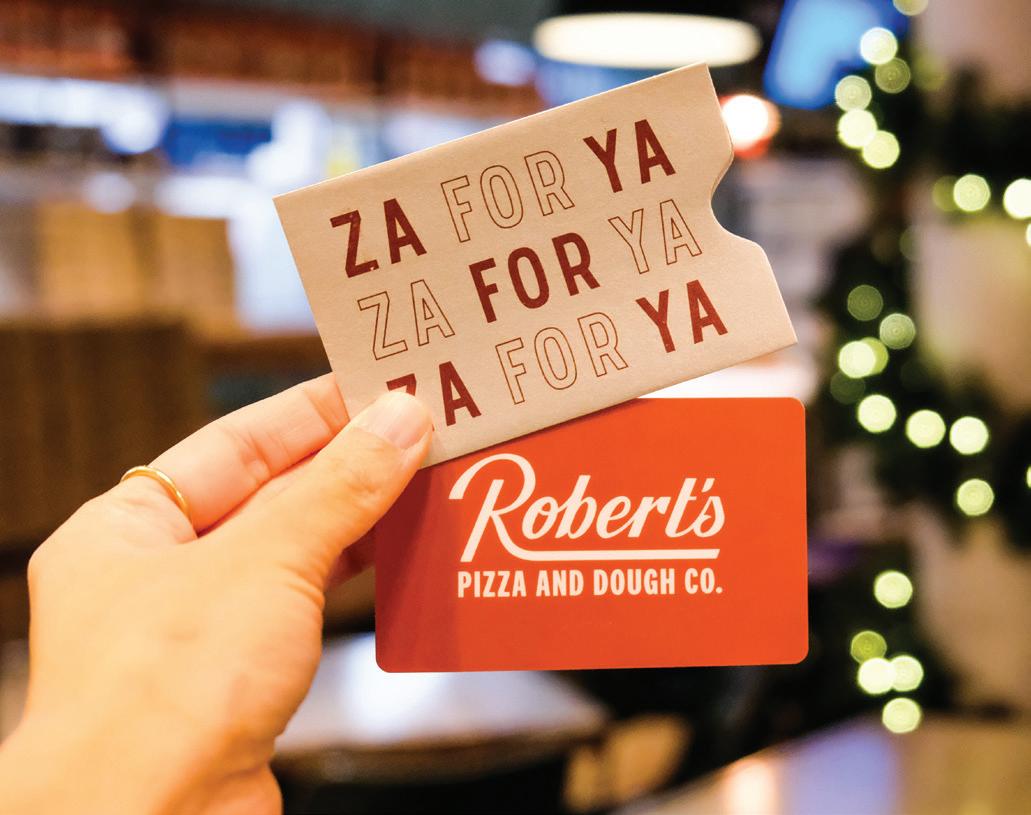 ZA FOR YA
ZA FOR YA
ZA FOR YA
Robert's
PIZZA AND DOUGH CO.